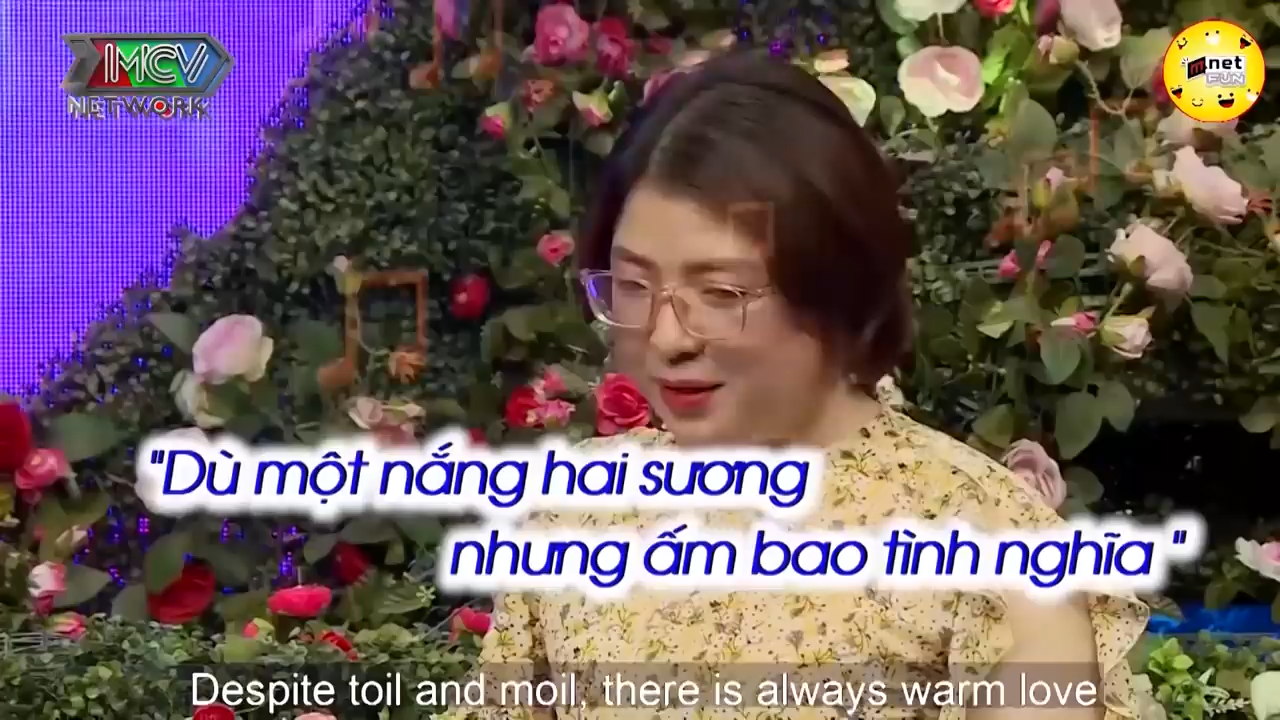 MCV
NETWORK
mnet
FUN
"Dù một nắng hai sương
nhưng ấm bao tình nghĩa "
Despite toil and moil, there is always warm love